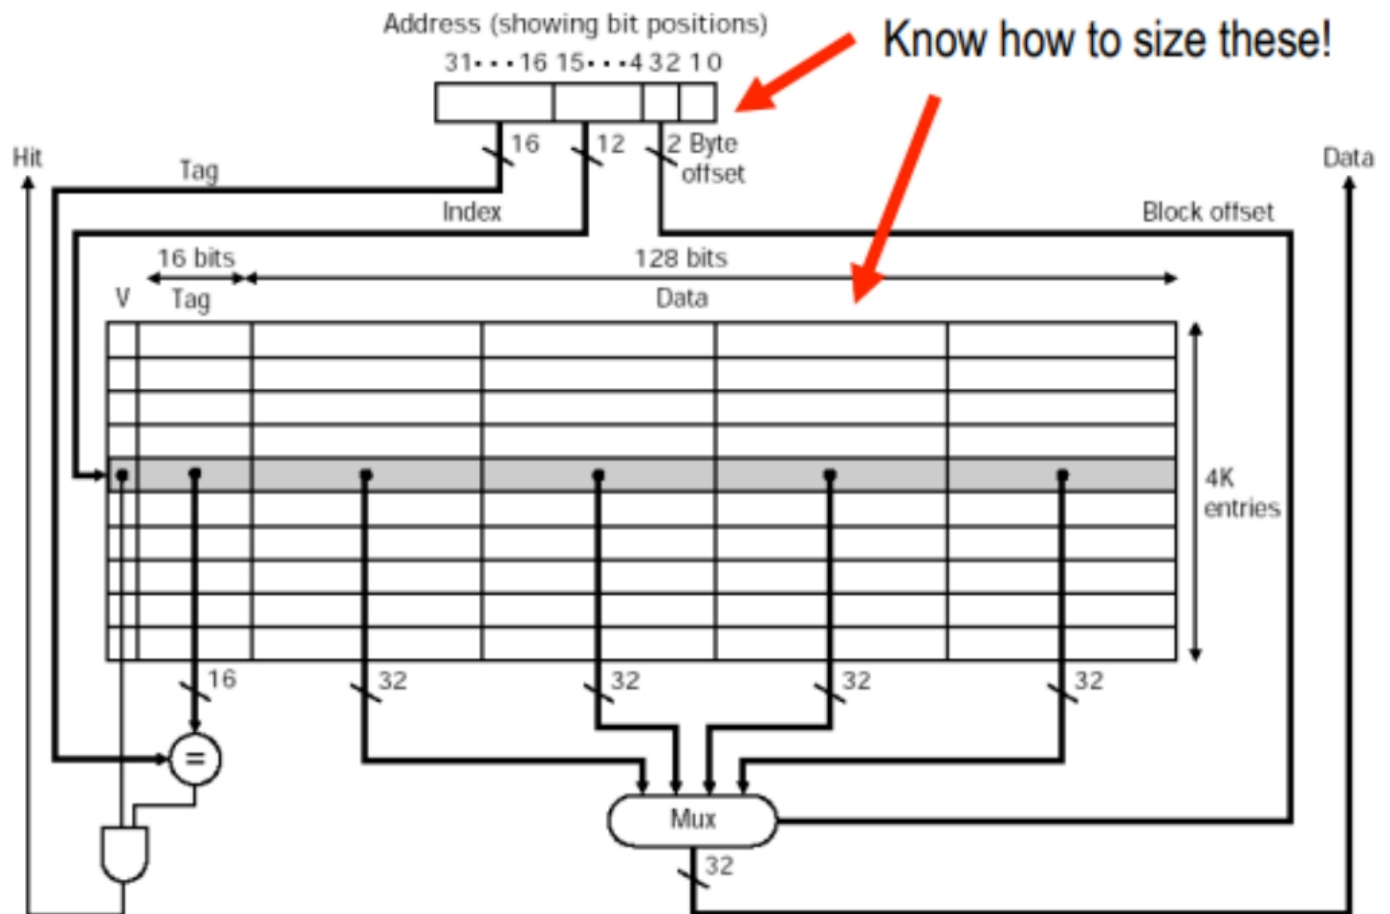 Address (showing bit positions)
Know how to size these!
31···16 15···4 32 1 0
16
12
2 Byte
offset
Hit
Tag
Data
Index
Block offset
16 bits
128 bits
V
Tag
Data
4K
entries
16
32
32
32
32
=
Mux
32